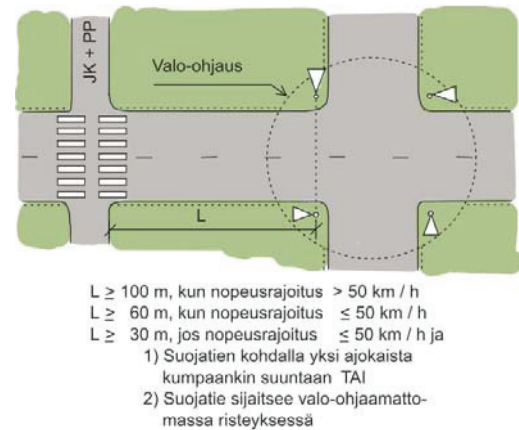 JK + PP
Valo-ohjaus
L
L ≥ 100 m, kun nopeusrajoitus > 50 km / h
L ≥ 60 m, kun nopeusrajoitus ≤ 50 km / h
L ≥ 30 m, jos nopeusrajoitus ≤ 50 km / h ja
1) Suojatien kohdalla yksi ajokaista
kumpaankin suuntaan TAI
2) Suojatie sijaitsee valo-ohjaamatto-
massa risteyksessä